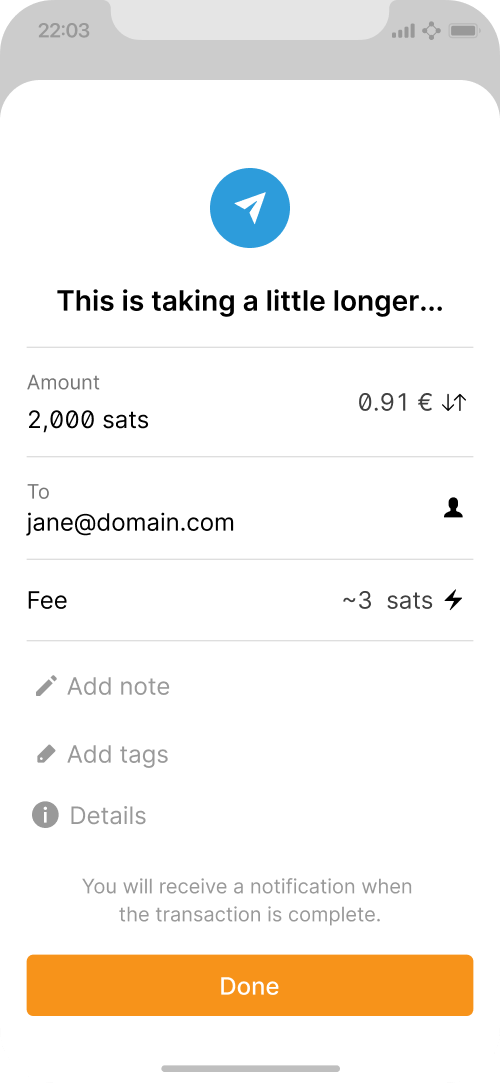 22:03
This is taking a little longer...
Amount
2,000 sats
0.91 €
To
jane@domain.com
Fee
~3 sats
Add note
Add tags
Details
You will receive a notification when
the transaction is complete.
Done